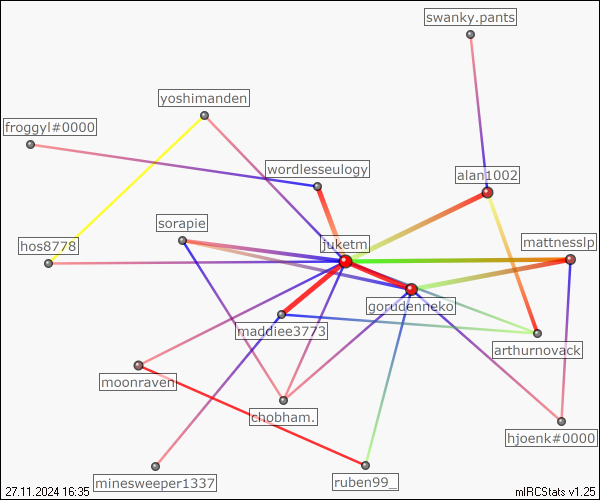 swanky.pants
yoshimanden
froggyl#0000
wordlesseulogy
alan1002
sorapie
hos8778
juketm
mattnesslp
gorudenneko
maddiee3773
arthurnovack
moonraven
chobham.
hjoenk#0000
minesweeper1337
ruben99_
27.11.2024 16:35
mIRCStats v1.25